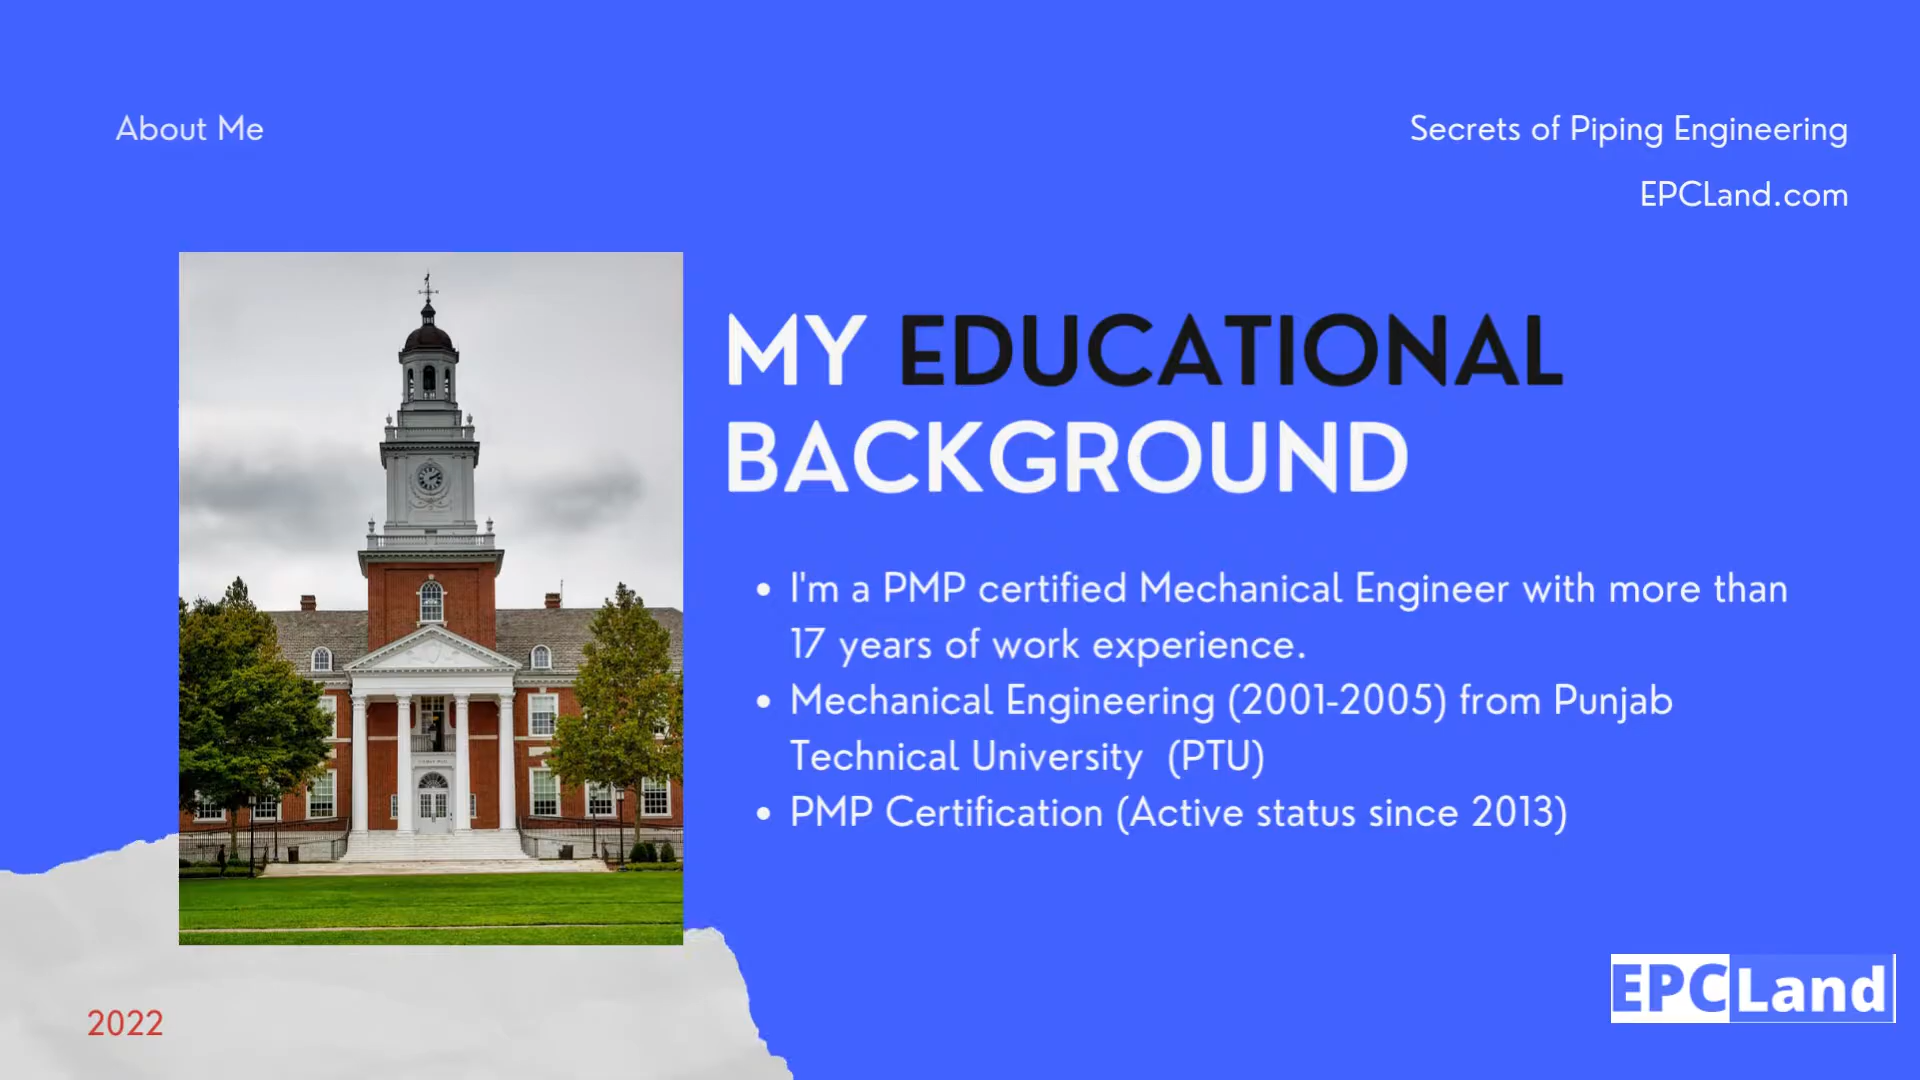 About Me
Secrets of Piping Engineering
EPCLand.com
MY EDUCATIONAL
BACKGROUND
• I'm a PMP certified Mechanical Engineer with more than
17 years of work experience.
• Mechanical Engineering (2001-2005) from Punjab
Technical University (PTU)
• PMP Certification (Active status since 2013)
2022
EPCLand